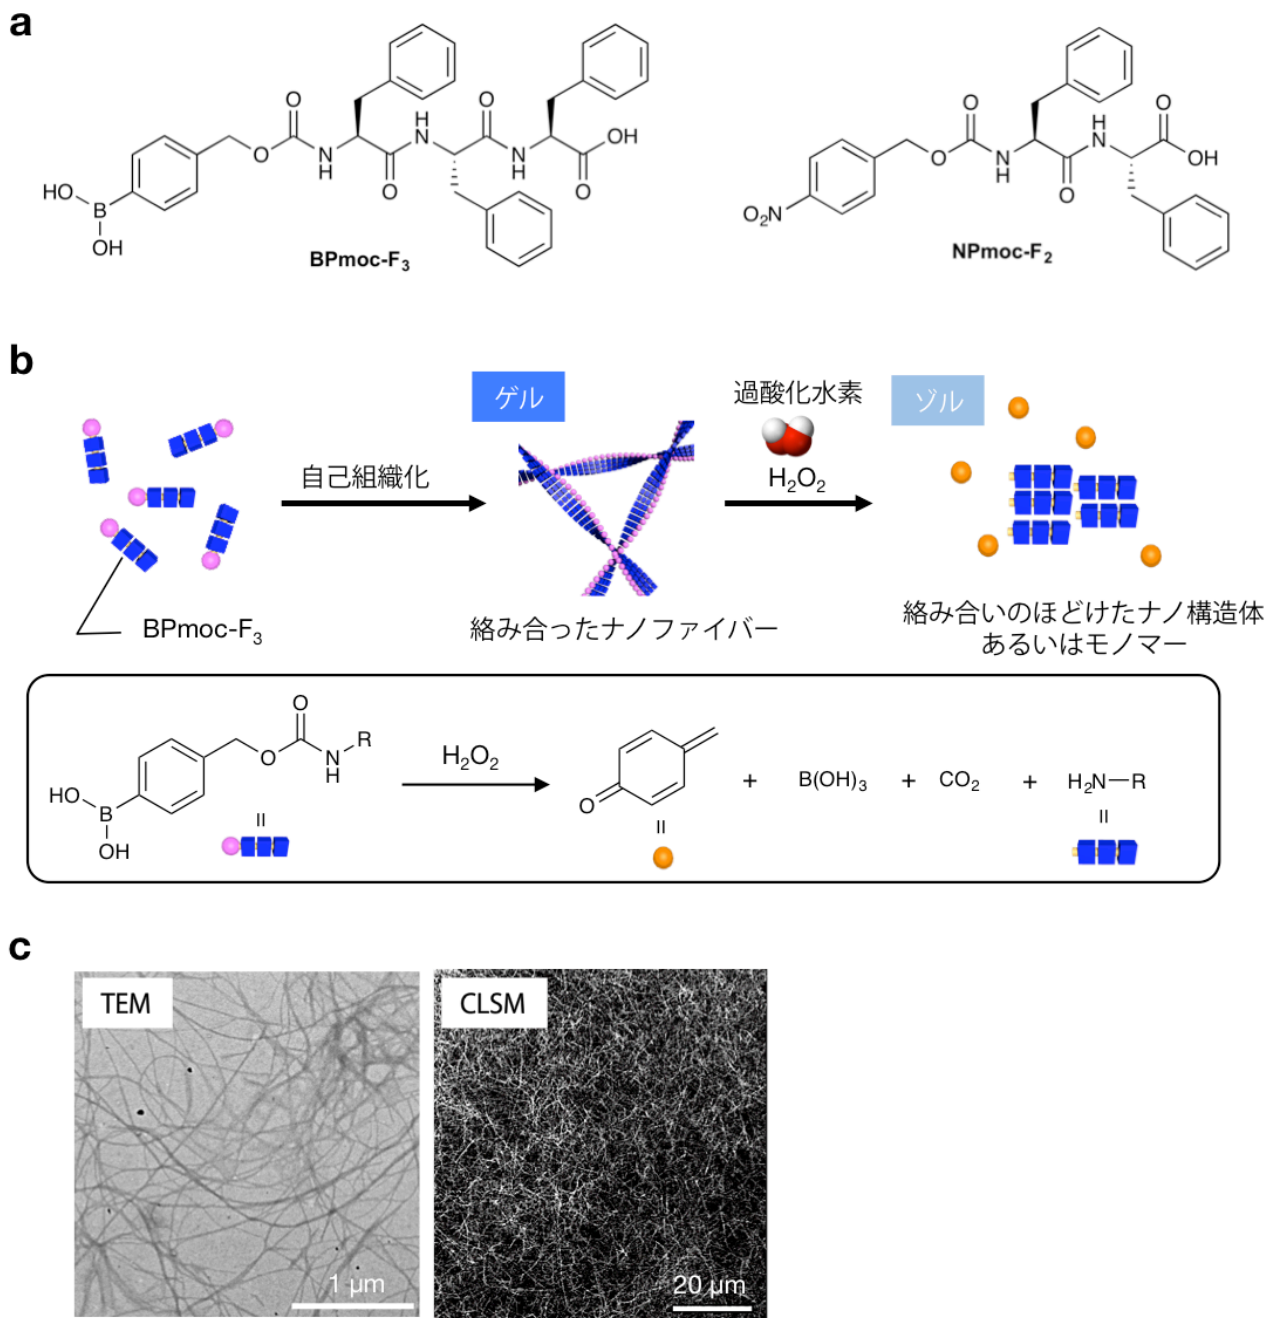 a
O
O
H
N
OH
O
N
H
O
N
H
O
HO
B
OH
BPmoc-F₃
O
H
N
O
OH
O
N
H
O
O₂N
NPmoc-F₂
b
ゲル
過酸化水素
ゾル
自己組織化
H₂O₂
BPmoc-F₃
絡み合ったナノファイバー
絡み合いのほどけたナノ構造体
あるいはモノマー
O
R
O
N
H
HO
B
OH
H₂O₂
O
+
B(OH)₃
+
CO₂
+
H₂N—R
c
TEM
CLSM
1 μm
20 μm